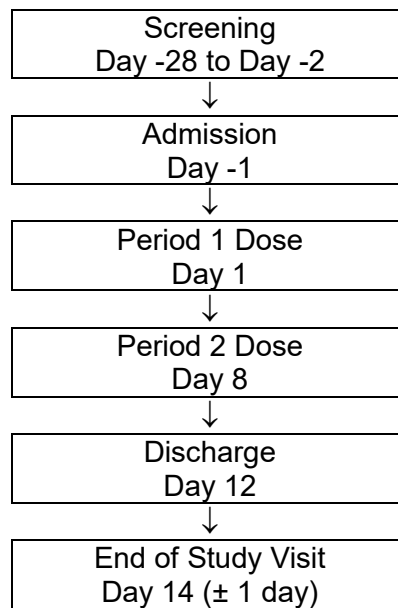 Screening
Day -28 to Day -2
↓
Admission
Day -1
↓
Period 1 Dose
Day 1
↓
Period 2 Dose
Day 8
↓
Discharge
Day 12
↓
End of Study Visit
Day 14 (± 1 day)